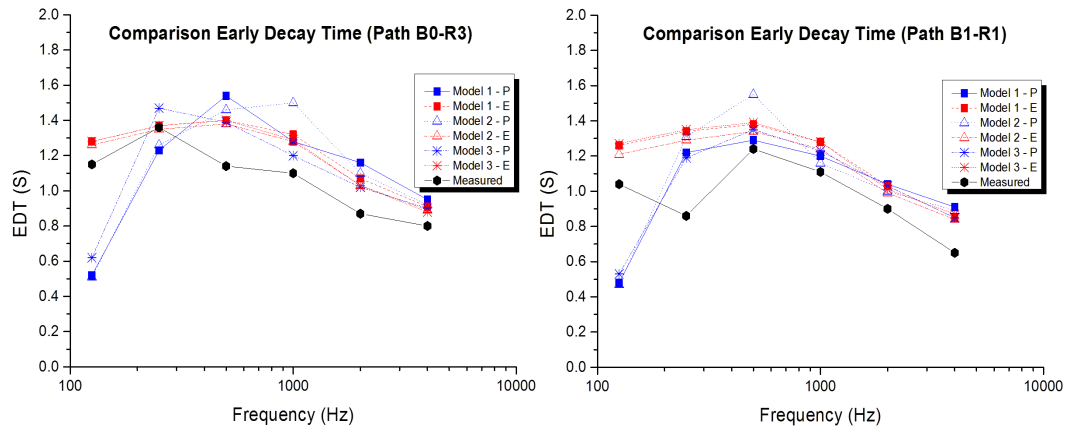 Comparison Early Decay Time (Path B0-R3)
EDT (S)
2.0
1.8
1.6
1.4
1.2
1.0
0.8
0.6
0.4
0.2
0.0
100
1000
10000
Frequency (Hz)
Model 1 - P
Model 1 - E
Model 2 - P
Model 2 - E
Model 3 - P
Model 3 - E
Measured
Comparison Early Decay Time (Path B1-R1)
EDT (S)
2.0
1.8
1.6
1.4
1.2
1.0
0.8
0.6
0.4
0.2
0.0
100
1000
10000
Frequency (Hz)
Model 1 - P
Model 1 - E
Model 2 - P
Model 2 - E
Model 3 - P
Model 3 - E
Measured